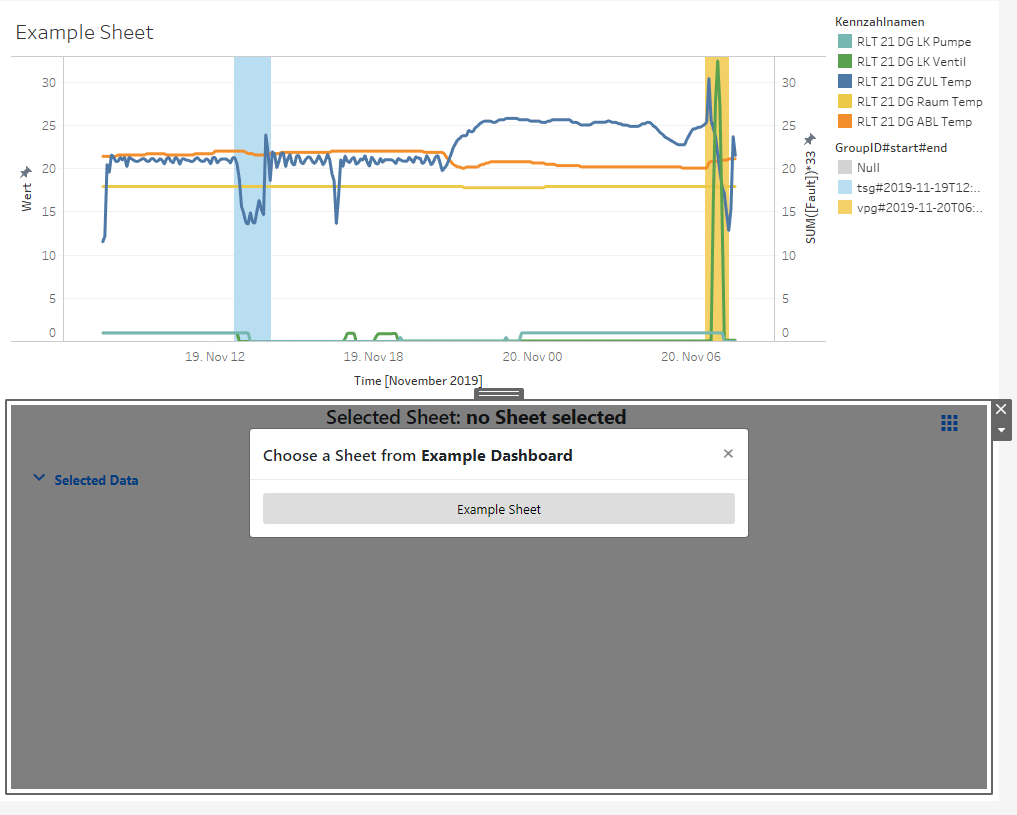 Example Sheet
Kennzahlnamen
RLT 21 DG LK Pumpe
RLT 21 DG LK Ventil
RLT 21 DG ZUL Temp
RLT 21 DG Raum Temp
RLT 21 DG ABL Temp
GroupID#start#end
Null
tsg#2019-11-19T12:..
vpg#2019-11-20T06:..
Wert
30
25
20
15
10
5
0
30
25
20
15
10
5
0
SUM([Fault])*33
19. Nov 12
19. Nov 18
20. Nov 00
20. Nov 06
Time [November 2019]
Selected Sheet: no Sheet selected
Selected Data
Choose a Sheet from Example Dashboard
×
Example Sheet